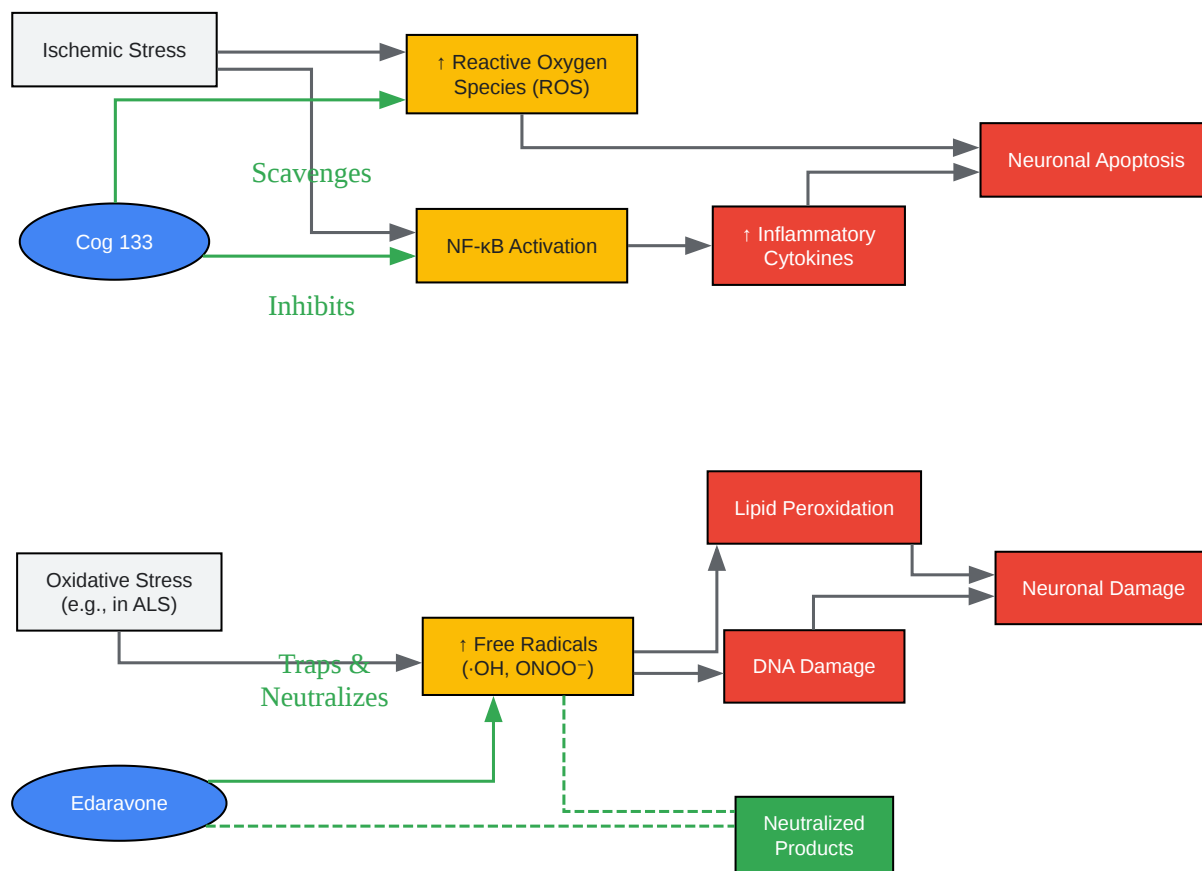 Ischemic Stress
↑ Reactive Oxygen
Species (ROS)
Neuronal Apoptosis
Scavenges
Cog 133
NF-κB Activation
↑ Inflammatory
Cytokines
Inhibits
Lipid Peroxidation
Oxidative Stress
(e.g., in ALS)
Neuronal Damage
↑ Free Radicals
(·OH, ONOO⁻)
DNA Damage
Traps &
Neutralizes
Edaravone
Neutralized
Products